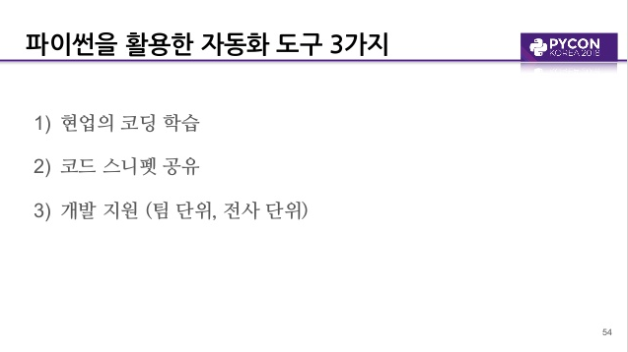 파이썬을 활용한 자동화 도구 3가지
PYCON
KOREA 2018
1) 현업의 코딩 학습
2) 코드 스니펫 공유
3) 개발 지원 (팀 단위, 전사 단위)
54